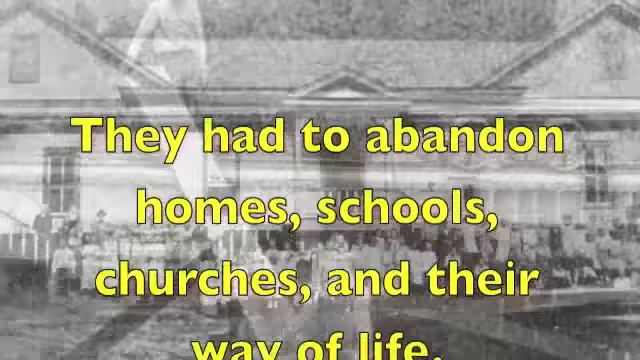 They had to abandon
homes, schools,
churches, and their
way of life.